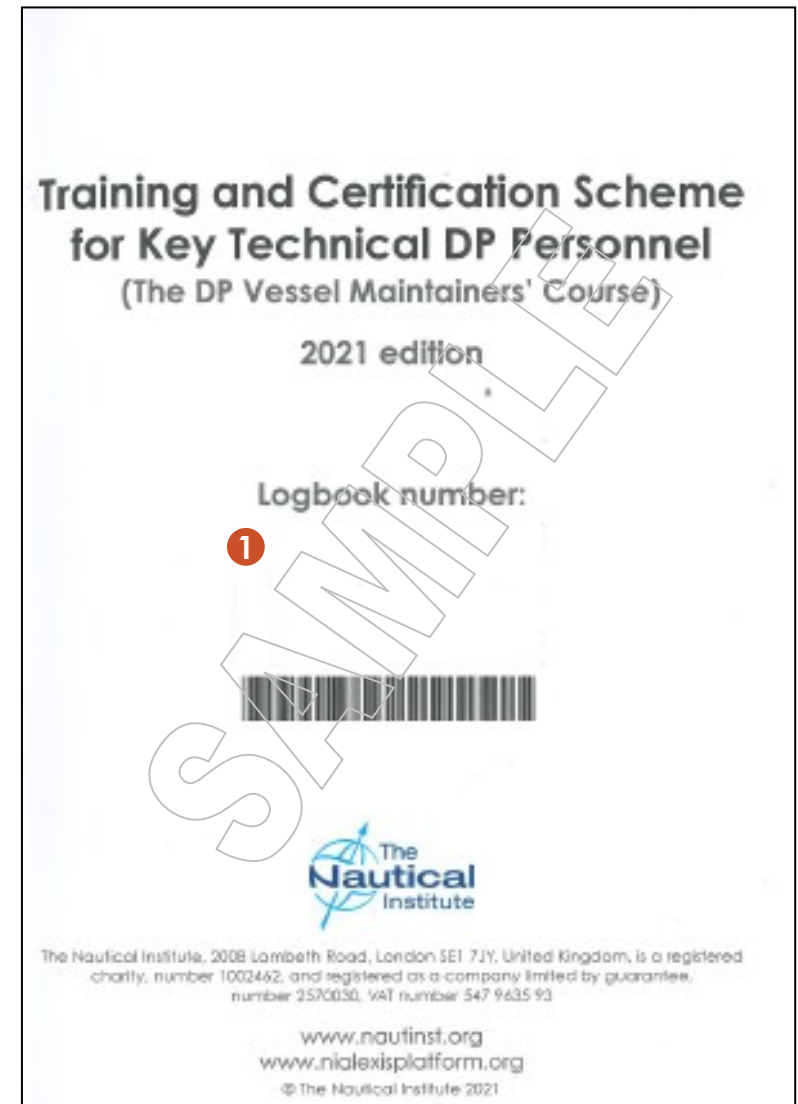 Training and Certification Scheme
for Key Technical DP Personnel
(The DP Vessel Maintainers' Course)
2021 edition
Logbook number:
1
SAMPLE
The
Nautical
Institute
The Nautical Institute, 200B Lambeth Road, London SE1 7JY, United Kingdom, is a registered
charity, number 1002462, and registered as a company limited by guarantee,
number 2570030, VAT number 547 9635 93
www.nautinst.org
www.nialexisplatform.org
© The Nautical Institute 2021